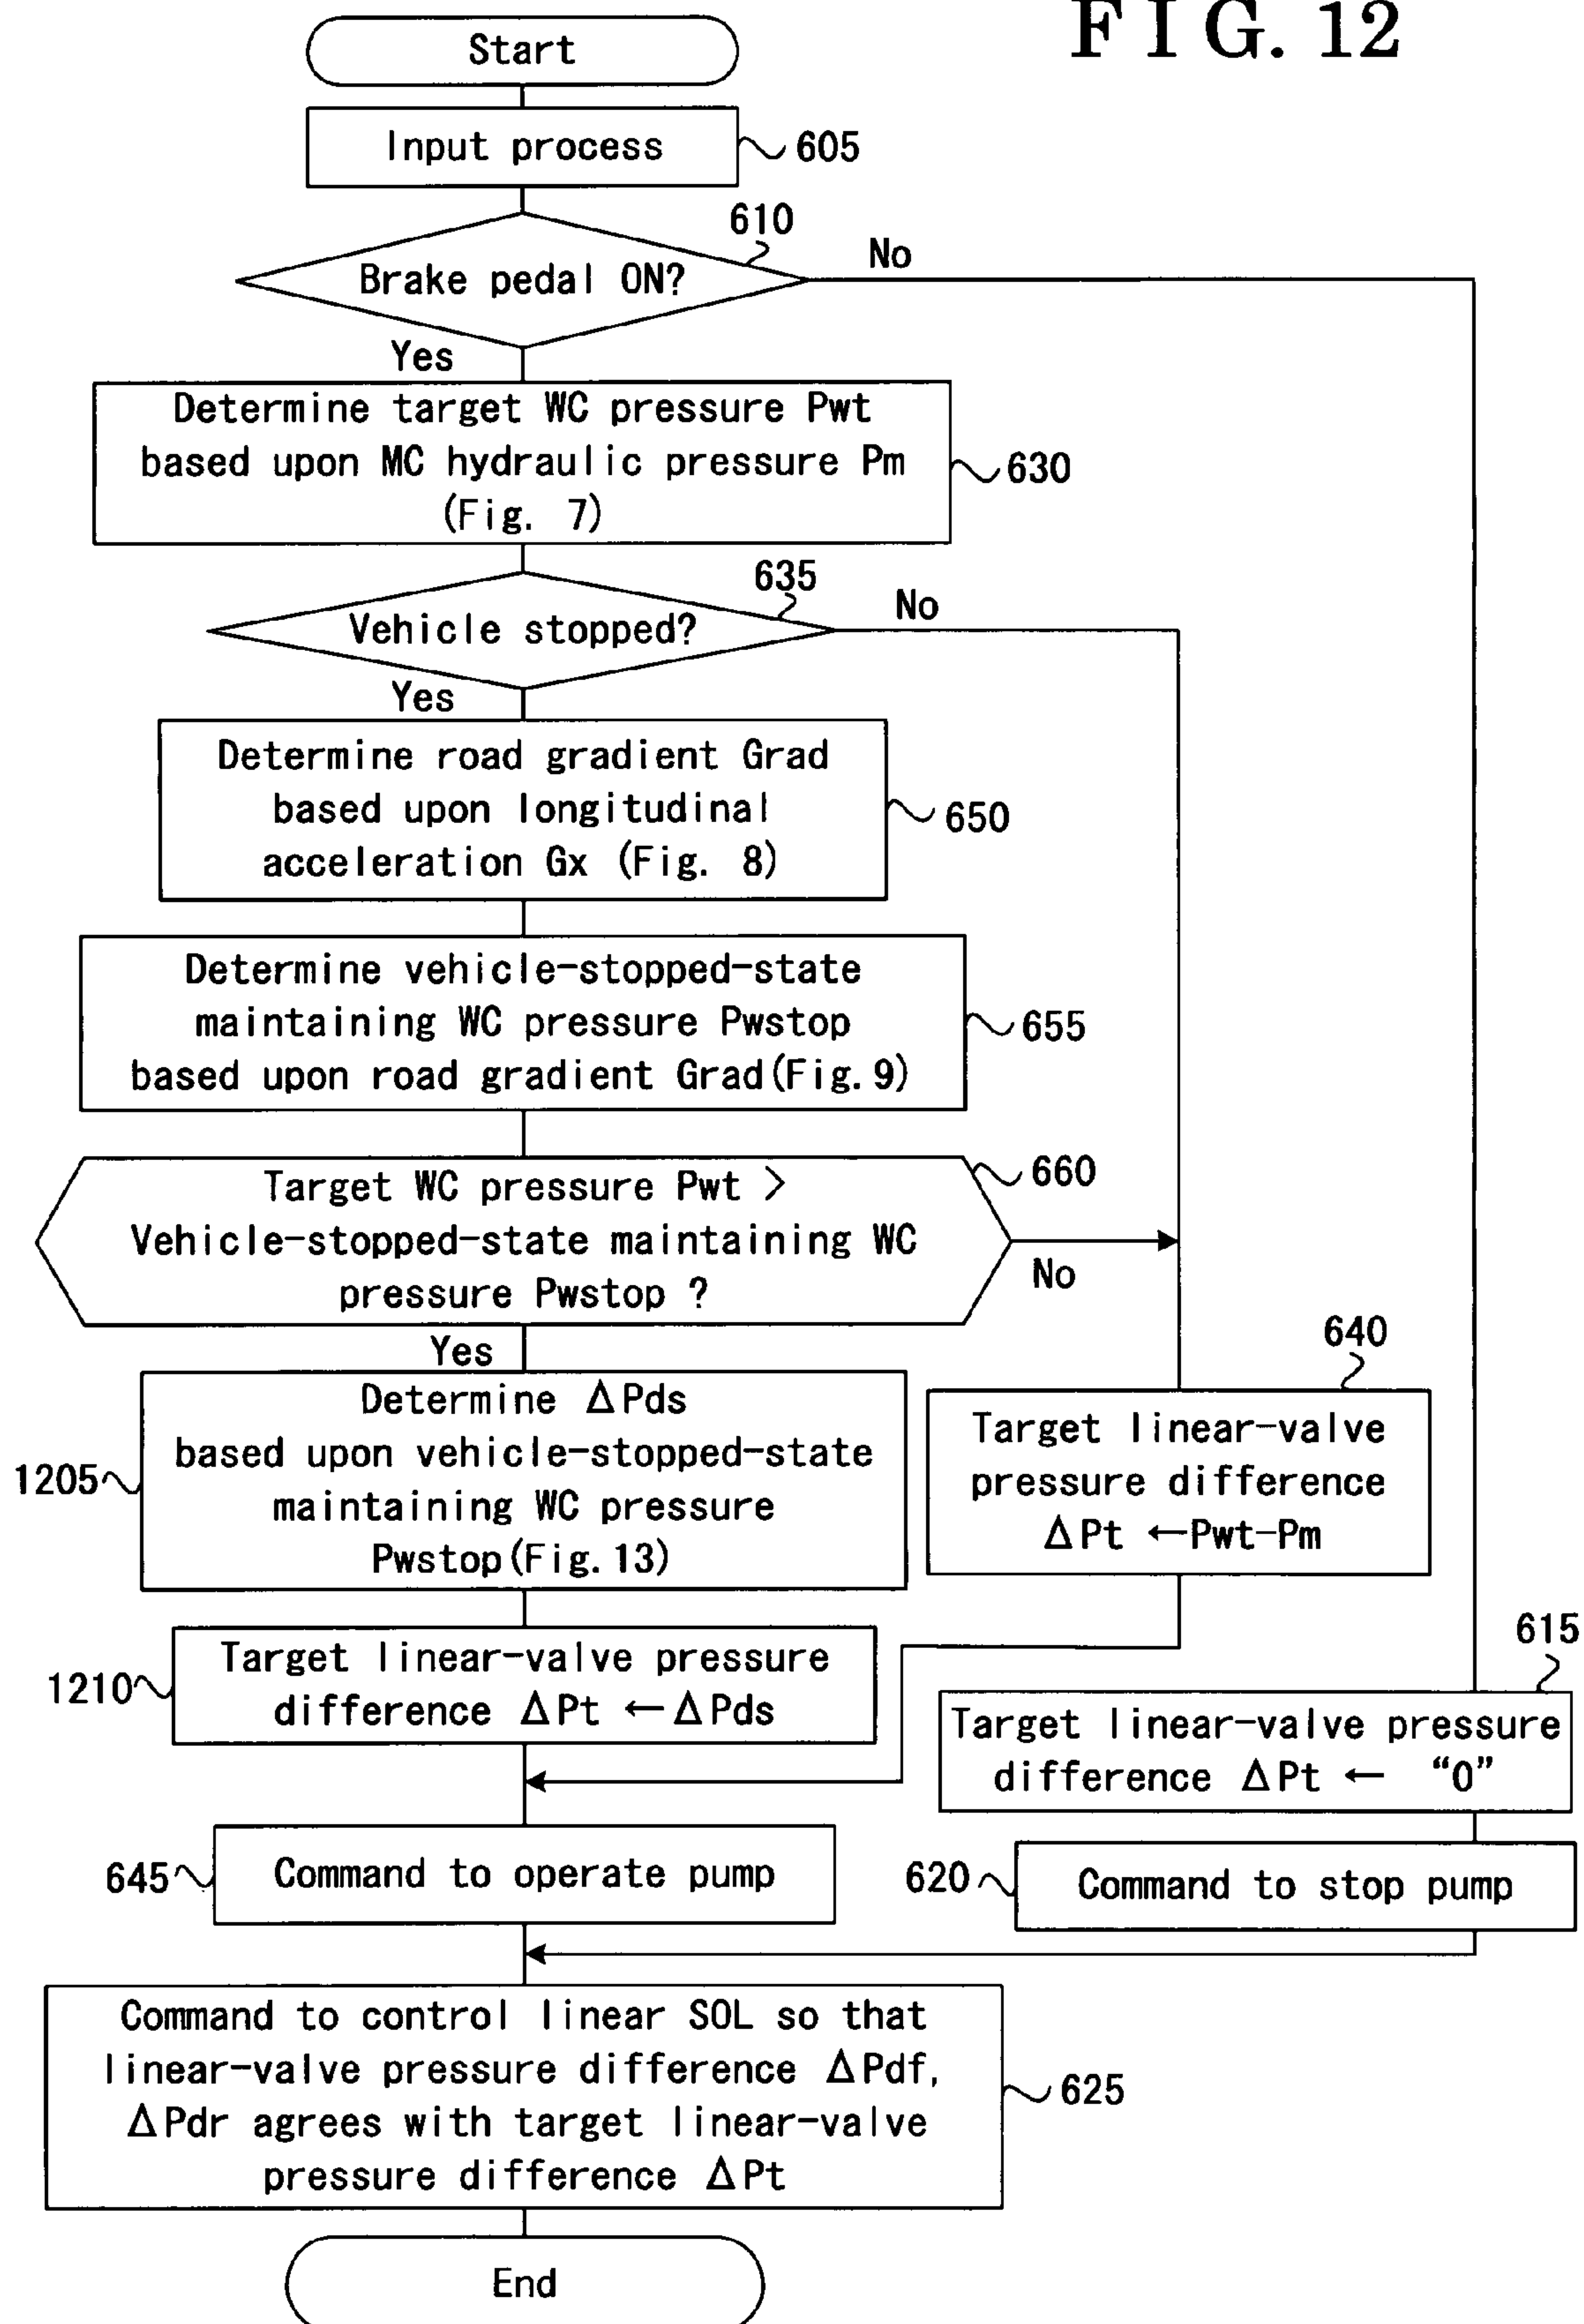 FIG. 12
Start
Input process
605
610
Brake pedal ON?
No
Yes
Determine target WC pressure Pwt
based upon MC hydraulic pressure Pm
(Fig. 7)
630
635
Vehicle stopped?
No
Yes
Determine road gradient Grad
based upon longitudinal
acceleration Gx (Fig. 8)
650
Determine vehicle-stopped-state
maintaining WC pressure Pwstop
based upon road gradient Grad(Fig.9)
655
Target WC pressure Pwt >
Vehicle-stopped-state maintaining WC
pressure Pwstop ?
660
No
Yes
Determine ΔPds
based upon vehicle-stopped-state
maintaining WC pressure
Pwstop(Fig.13)
1205
640
Target linear-valve
pressure difference
ΔPt ←Pwt-Pm
Target linear-valve pressure
difference ΔPt ←ΔPds
1210
615
Target linear-valve pressure
difference ΔPt ← “0”
Command to operate pump
645
620
Command to stop pump
Command to control linear SOL so that
linear-valve pressure difference ΔPdf,
ΔPdr agrees with target linear-valve
pressure difference ΔPt
625
End